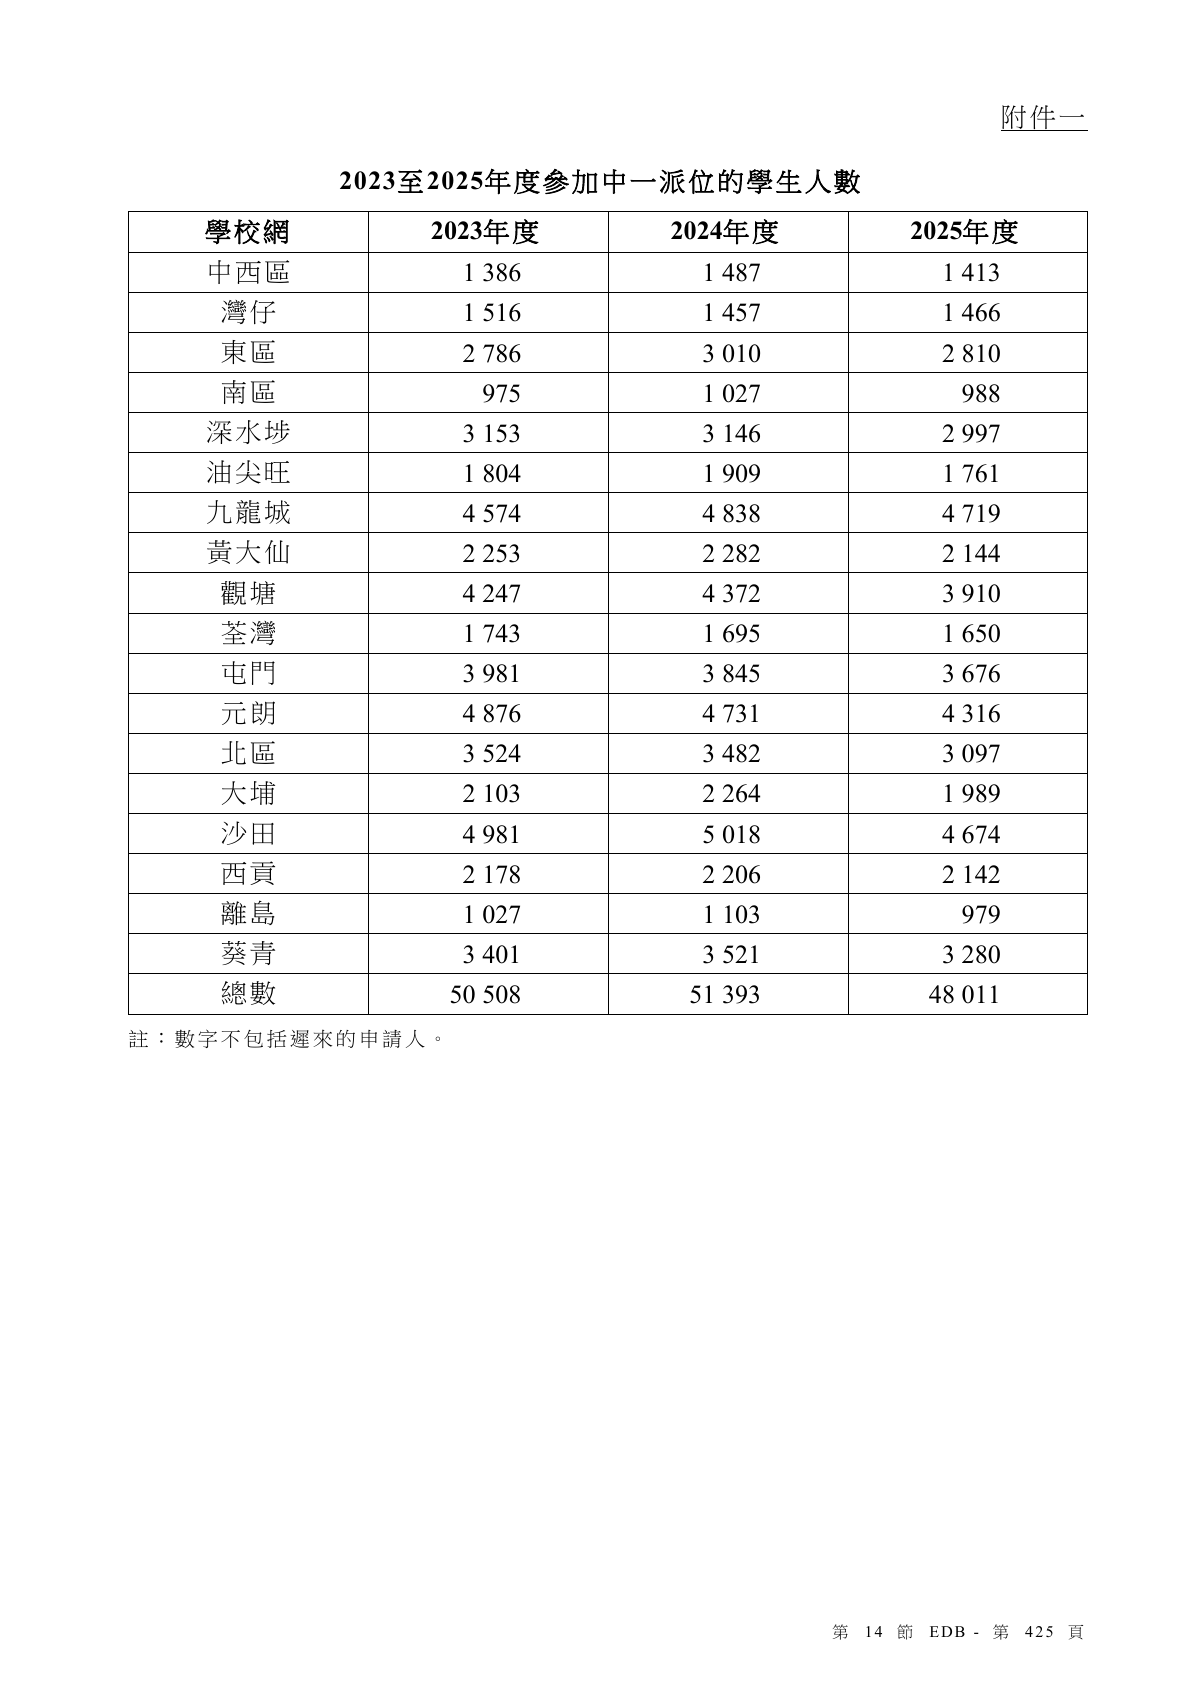 附件一
2023至2025年度參加中一派位的學生人數
學校網 2023年度 2024年度 2025年度
中西區 1 386 1 487 1 413
灣仔 1 516 1 457 1 466
東區 2 786 3 010 2 810
南區 975 1 027 988
深水埗 3 153 3 146 2 997
油尖旺 1 804 1 909 1 761
九龍城 4 574 4 838 4 719
黃大仙 2 253 2 282 2 144
觀塘 4 247 4 372 3 910
荃灣 1 743 1 695 1 650
屯門 3 981 3 845 3 676
元朗 4 876 4 731 4 316
北區 3 524 3 482 3 097
大埔 2 103 2 264 1 989
沙田 4 981 5 018 4 674
西貢 2 178 2 206 2 142
離島 1 027 1 103 979
葵青 3 401 3 521 3 280
總數 50 508 51 393 48 011
註：數字不包括遲來的申請人。
第 14 節 EDB - 第 425 頁